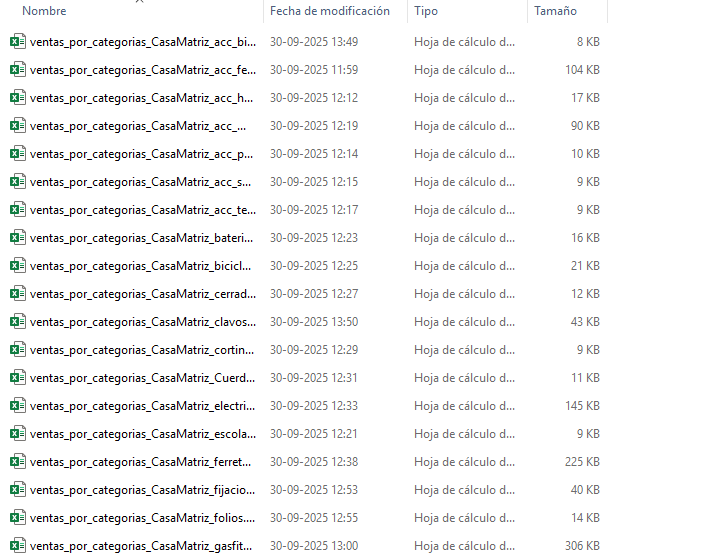 Nombre Fecha de modificación Tipo Tamaño
ventas_por_categorias_CasaMatriz_acc_bi... 30-09-2025 13:49 Hoja de cálculo d... 8 KB
ventas_por_categorias_CasaMatriz_acc_fe... 30-09-2025 11:59 Hoja de cálculo d... 104 KB
ventas_por_categorias_CasaMatriz_acc_h... 30-09-2025 12:12 Hoja de cálculo d... 17 KB
ventas_por_categorias_CasaMatriz_acc_... 30-09-2025 12:19 Hoja de cálculo d... 90 KB
ventas_por_categorias_CasaMatriz_acc_p... 30-09-2025 12:14 Hoja de cálculo d... 10 KB
ventas_por_categorias_CasaMatriz_acc_s... 30-09-2025 12:15 Hoja de cálculo d... 9 KB
ventas_por_categorias_CasaMatriz_acc_te... 30-09-2025 12:17 Hoja de cálculo d... 9 KB
ventas_por_categorias_CasaMatriz_bateri... 30-09-2025 12:23 Hoja de cálculo d... 16 KB
ventas_por_categorias_CasaMatriz_bicicl... 30-09-2025 12:25 Hoja de cálculo d... 21 KB
ventas_por_categorias_CasaMatriz_cerrad... 30-09-2025 12:27 Hoja de cálculo d... 12 KB
ventas_por_categorias_CasaMatriz_clavos... 30-09-2025 13:50 Hoja de cálculo d... 43 KB
ventas_por_categorias_CasaMatriz_cortin... 30-09-2025 12:29 Hoja de cálculo d... 9 KB
ventas_por_categorias_CasaMatriz_Cuerd... 30-09-2025 12:31 Hoja de cálculo d... 11 KB
ventas_por_categorias_CasaMatriz_electri... 30-09-2025 12:33 Hoja de cálculo d... 145 KB
ventas_por_categorias_CasaMatriz_escola... 30-09-2025 12:21 Hoja de cálculo d... 9 KB
ventas_por_categorias_CasaMatriz_ferret... 30-09-2025 12:38 Hoja de cálculo d... 225 KB
ventas_por_categorias_CasaMatriz_fijacio... 30-09-2025 12:53 Hoja de cálculo d... 40 KB
ventas_por_categorias_CasaMatriz_folios.... 30-09-2025 12:55 Hoja de cálculo d... 14 KB
ventas_por_categorias_CasaMatriz_gasfit... 30-09-2025 13:00 Hoja de cálculo d... 306 KB